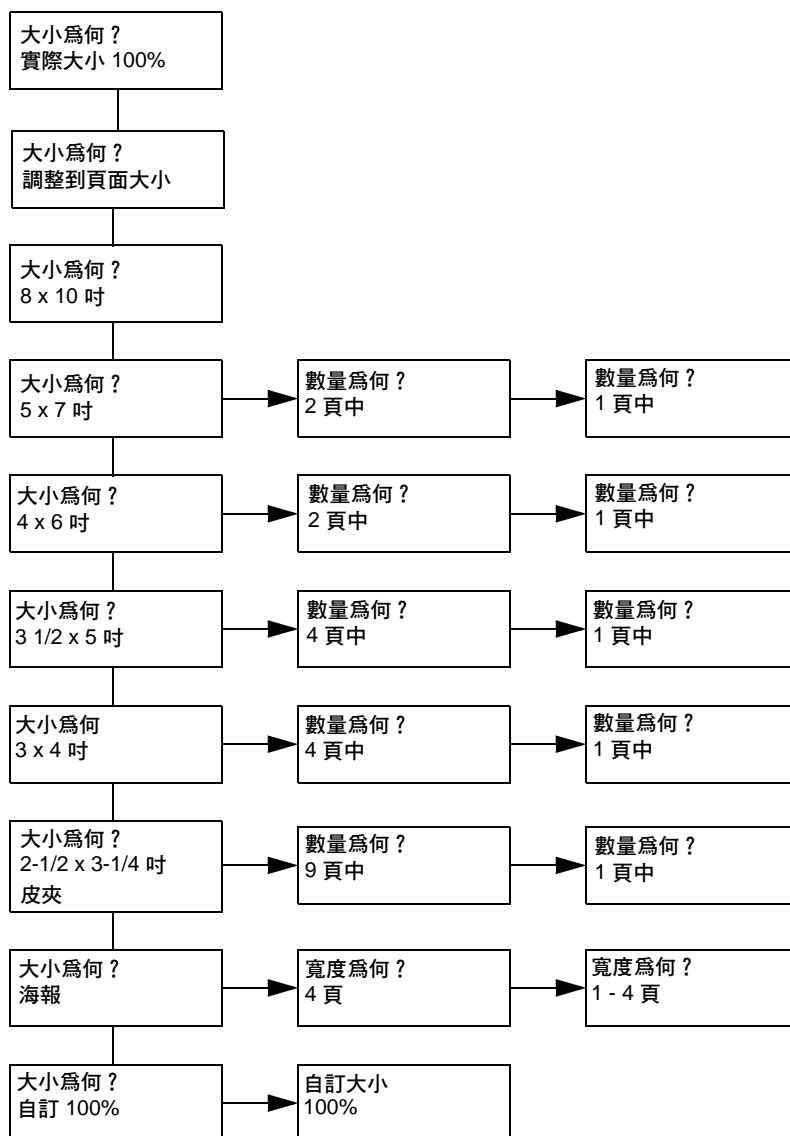 大小爲何？
實際大小 100%
大小爲何？
調整到頁面大小
大小爲何？
8 x 10 吋
大小爲何？
5 x 7 吋
數量爲何？
2 頁中
數量爲何？
1 頁中
大小爲何？
4 x 6 吋
數量爲何？
2 頁中
數量爲何？
1 頁中
大小爲何？
3 1/2 x 5 吋
數量爲何？
4 頁中
數量爲何？
1 頁中
大小爲何
3 x 4 吋
數量爲何？
4 頁中
數量爲何？
1 頁中
大小爲何？
2-1/2 x 3-1/4 吋
皮夾
數量爲何？
9 頁中
數量爲何？
1 頁中
大小爲何？
海報
寬度爲何？
4 頁
寬度爲何？
1 - 4 頁
大小爲何？
自訂 100%
自訂大小
100%